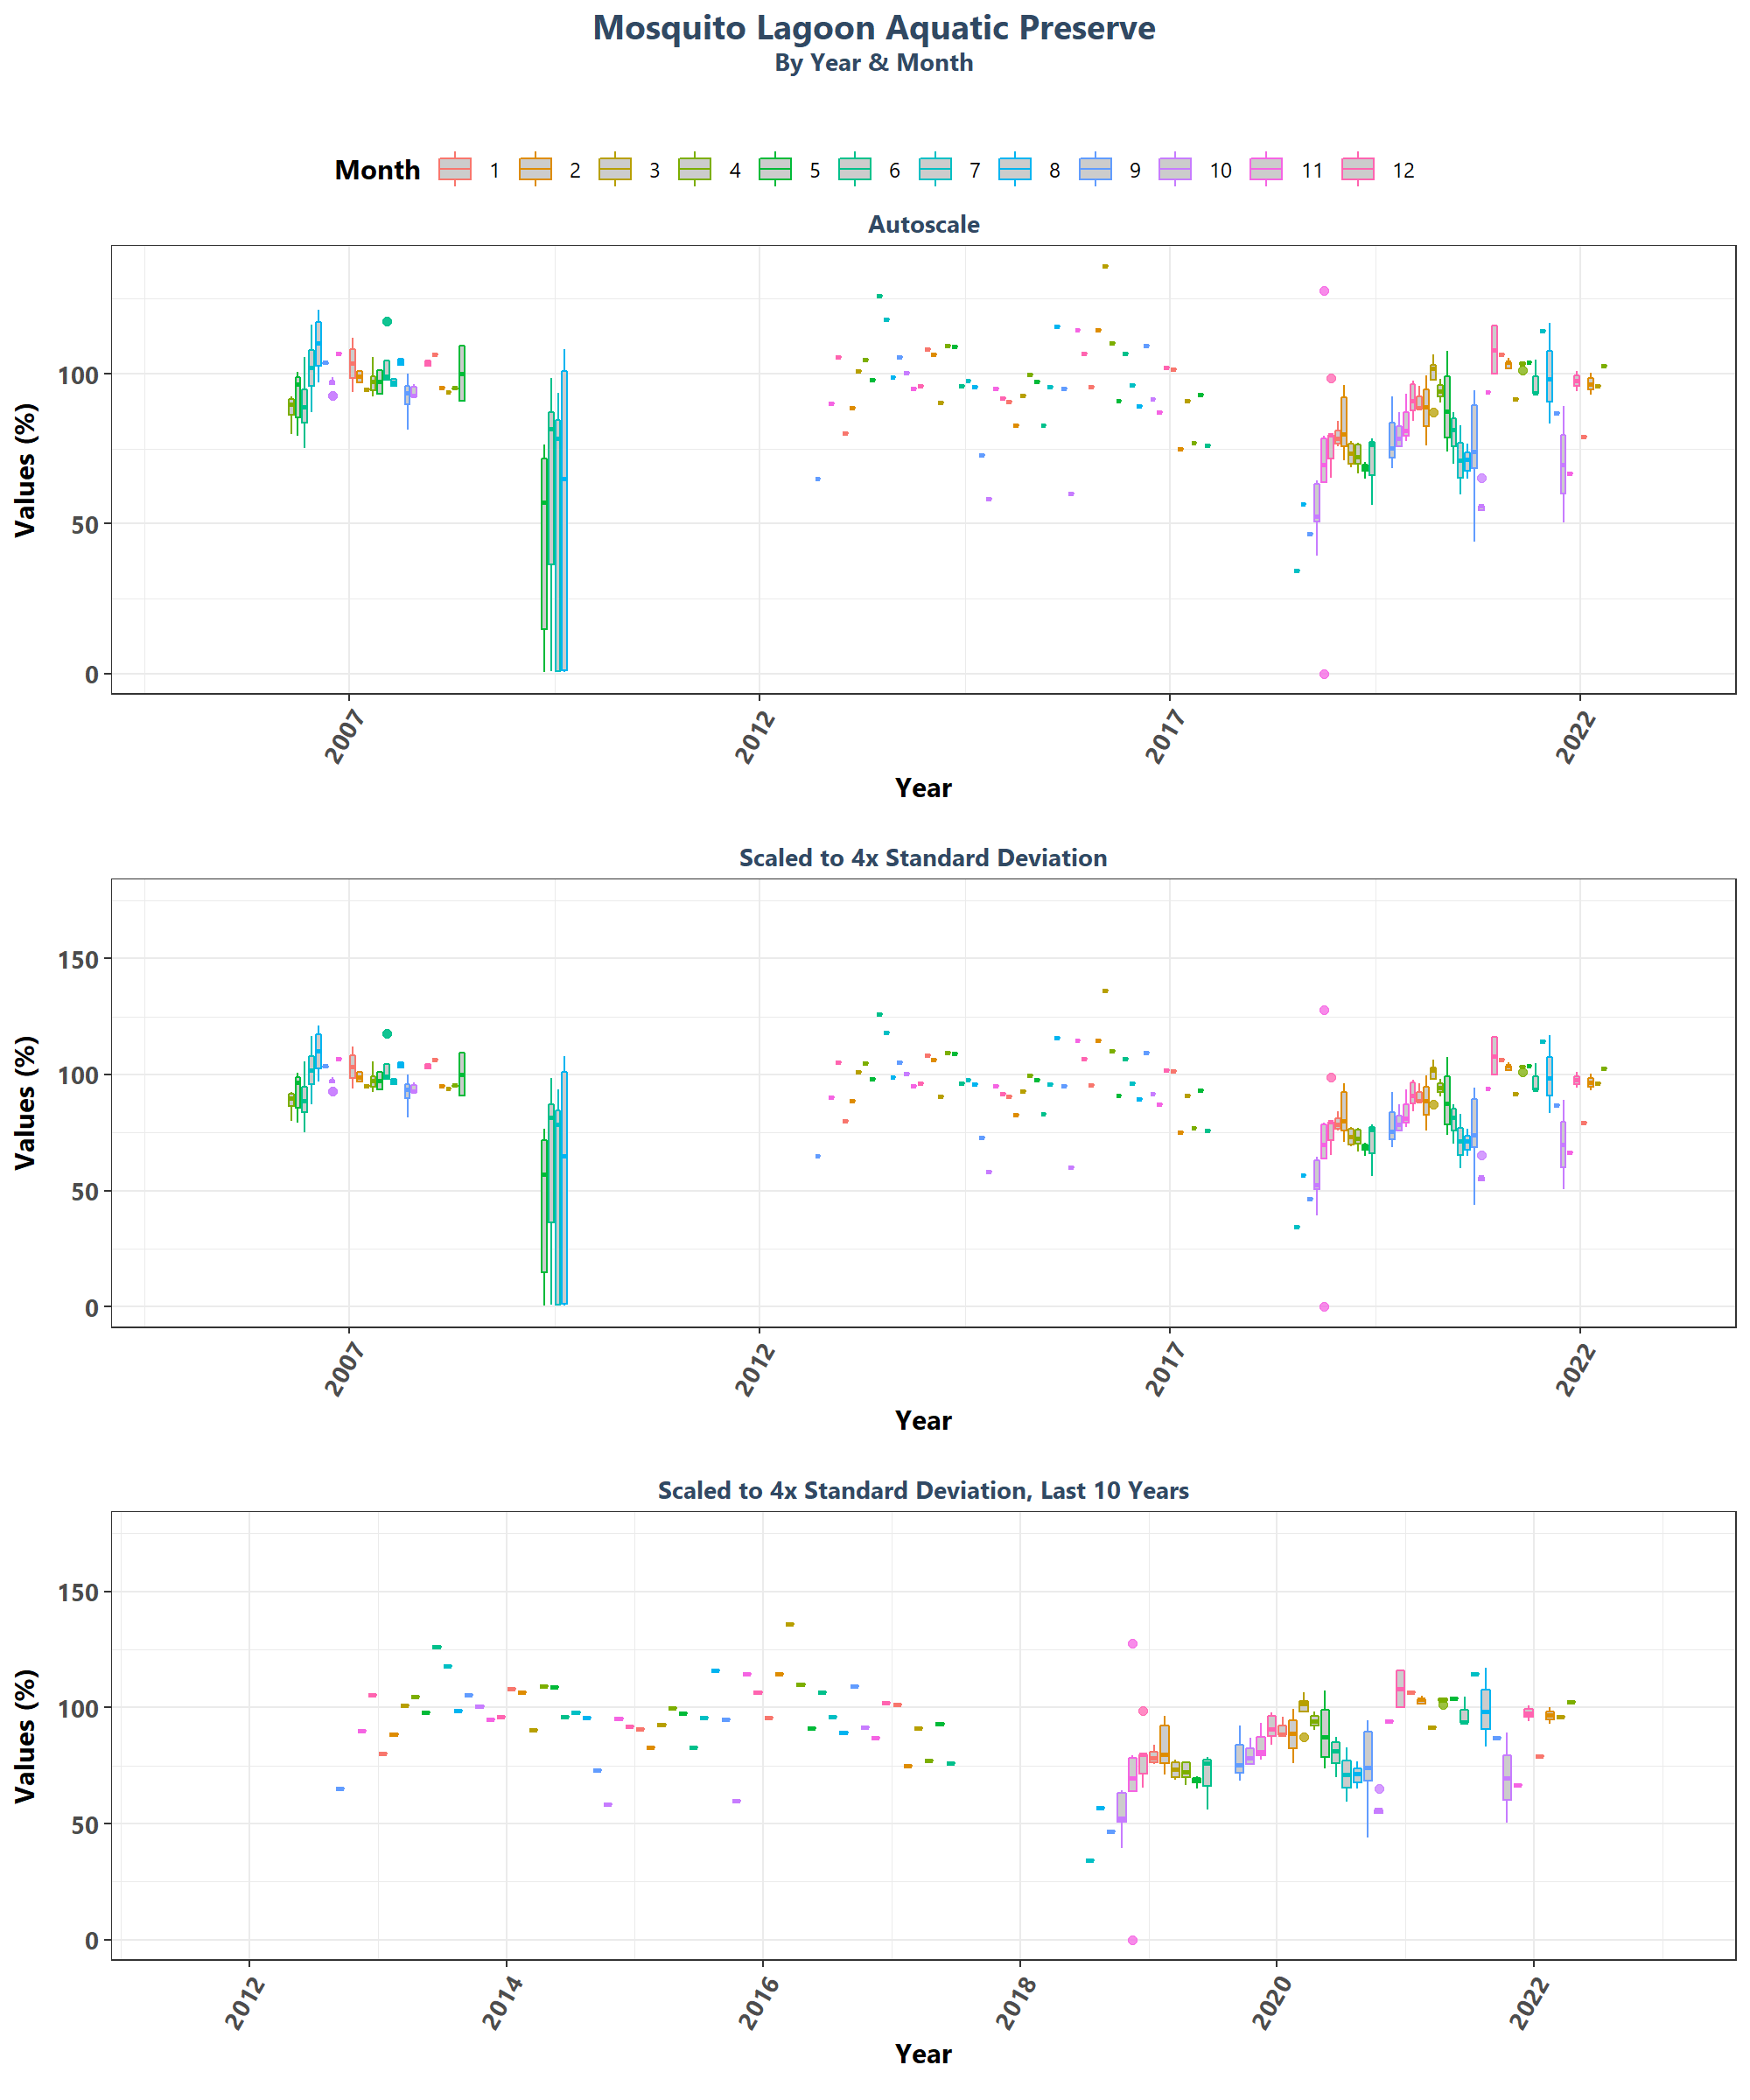 Mosquito Lagoon Aquatic Preserve
By Year & Month
Month 1 2 3 4 5 6 7 8 9 10 11 12
Autoscale
Values (%)
100
50
0
2007 2012 2017 2022
Year
Scaled to 4x Standard Deviation
Values (%)
150
100
50
0
2007 2012 2017 2022
Year
Scaled to 4x Standard Deviation, Last 10 Years
Values (%)
150
100
50
0
2012 2014 2016 2018 2020 2022
Year